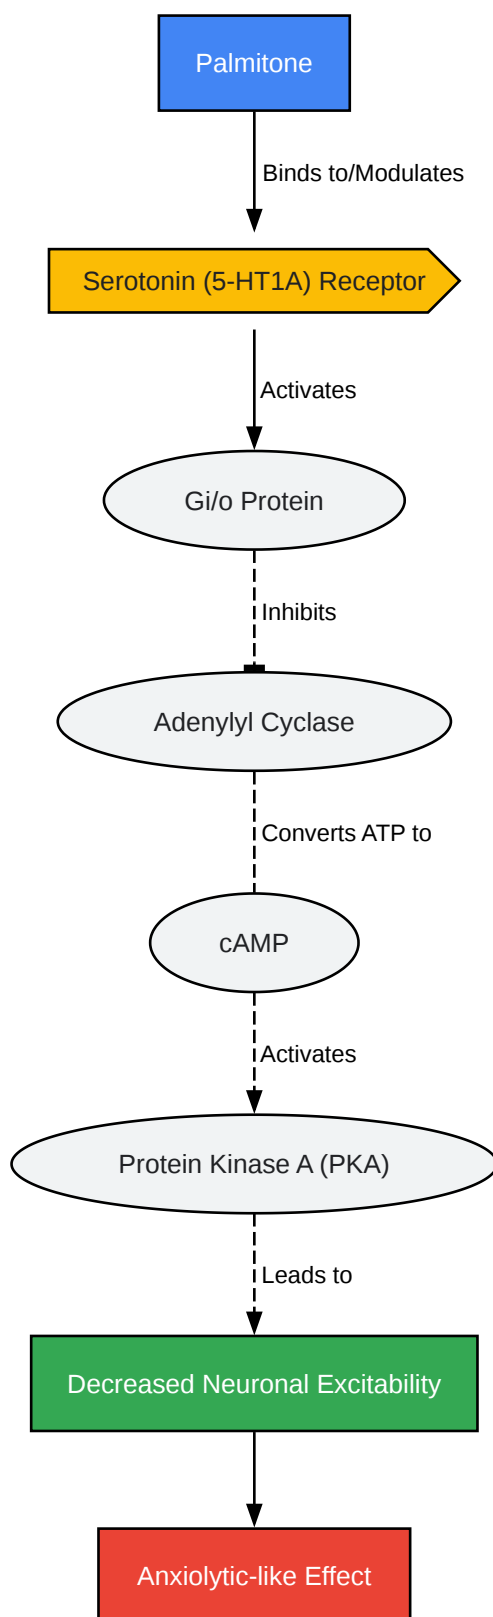 Palmitone
Binds to/Modulates
Serotonin (5-HT1A) Receptor
Activates
Gi/o Protein
Inhibits
Adenylyl Cyclase
Converts ATP to
cAMP
Activates
Protein Kinase A (PKA)
Leads to
Decreased Neuronal Excitability
Anxiolytic-like Effect